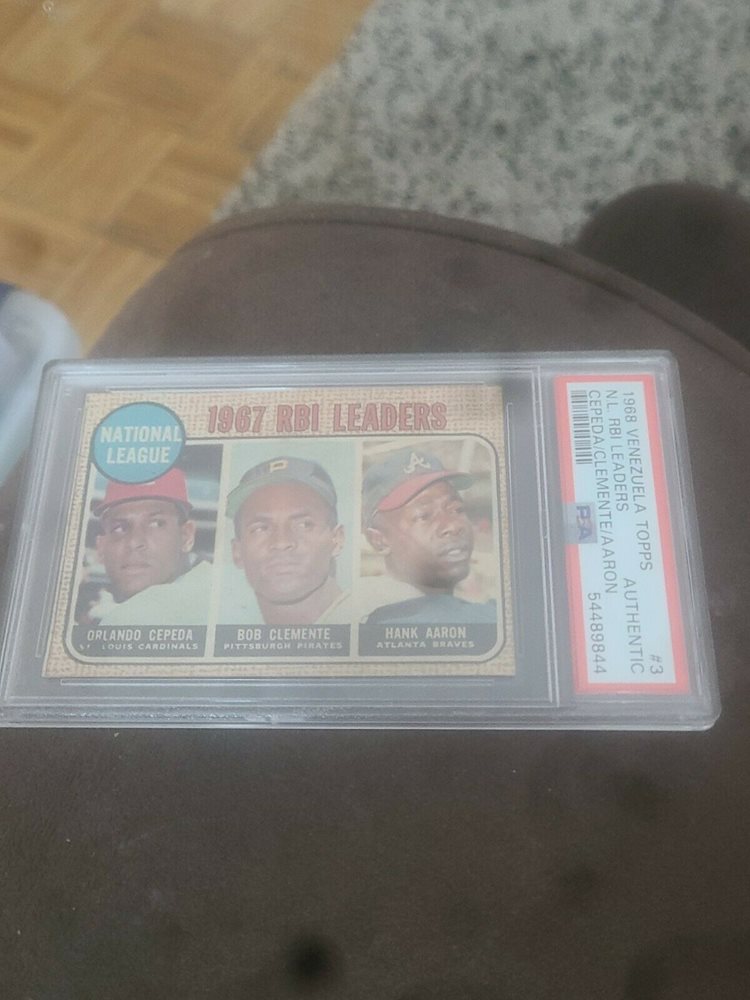 1967 RBI LEADERS
NATIONAL
LEAGUE
ORLANDO CEPEDA
ST. LOUIS CARDINALS
BOB CLEMENTE
PITTSBURGH PIRATES
HANK AARON
ATLANTA BRAVES
1968 VENEZUELA TOPPS #3
N.L. RBI LEADERS AUTHENTIC
CEPEDA/CLEMENTE/AARON
PSA 54489844